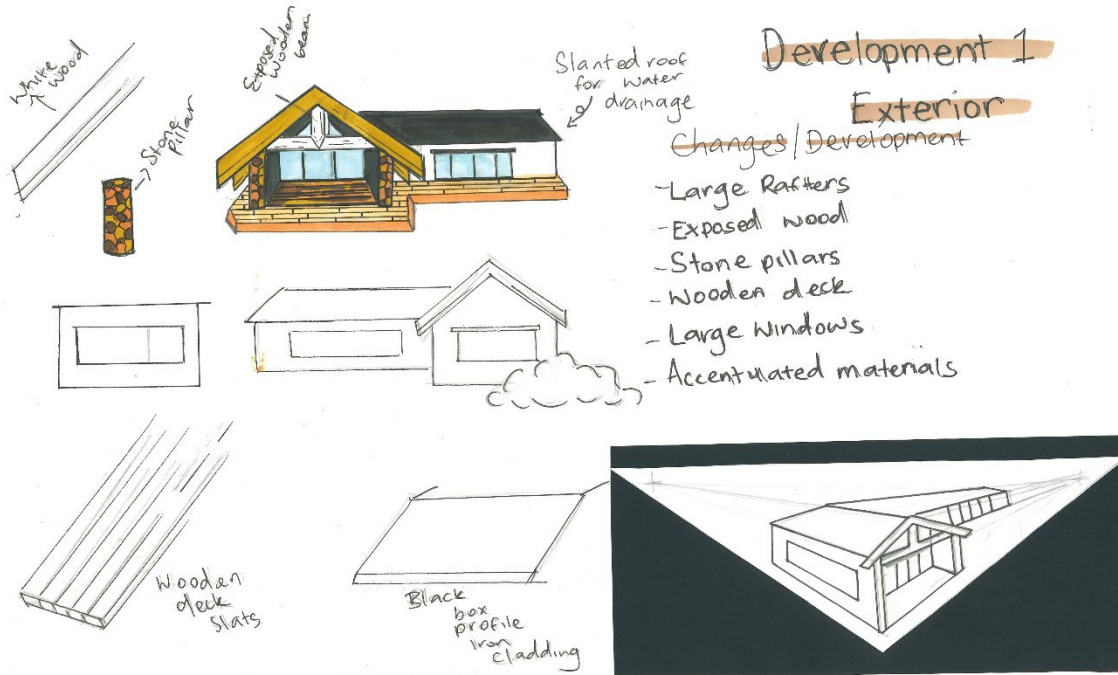 Development 1
Exterior
Changes/Development
- Large Rafters
- Exposed wood
- Stone pillars
- Wooden deck
- Large Windows
- Accentulated materials
White
wood
Stone
pillar
Exposed
wooden
beam
Slanted roof
for water
drainage
Wooden
deck
slats
Black
box
profile
Iron
cladding